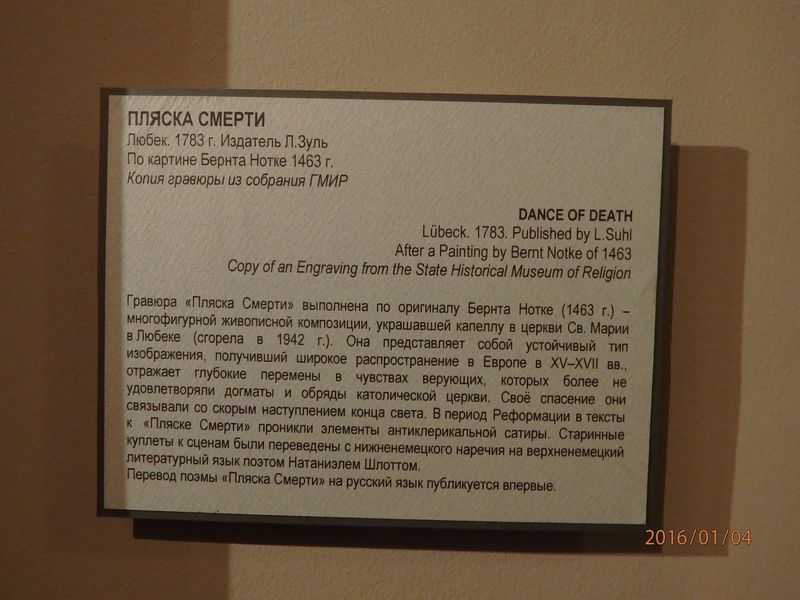 ПЛЯСКА СМЕРТИ
Любек. 1783 г. Издатель Л.Зуль
По картине Бернта Нотке 1463 г.
Копия гравюры из собрания ГМИР
DANCE OF DEATH
Lübeck. 1783. Published by L.Suhl
After a Painting by Bernt Notke of 1463
Copy of an Engraving from the State Historical Museum of Religion
Гравюра «Пляска Смерти» выполнена по оригиналу Бернта Нотке (1463 г.) –
многофигурной живописной композиции, украшавшей капеллу в церкви Св. Марии
в Любеке (сгорела в 1942 г.). Она представляет собой устойчивый тип
изображения, получивший широкое распространение в Европе в XV–XVII вв.,
отражает глубокие перемены в чувствах верующих, которых более не
удовлетворяли догматы и обряды католической церкви. Своё спасение они
связывали со скорым наступлением конца света. В период Реформации в тексты
к «Пляске Смерти» проникли элементы антиклерикальной сатиры. Старинные
куплеты к сценам были переведены с нижненемецкого наречия на верхненемецкий
литературный язык поэтом Натаниэлем Шлоттом.
Перевод поэмы «Пляска Смерти» на русский язык публикуется впервые.
2016/01/04